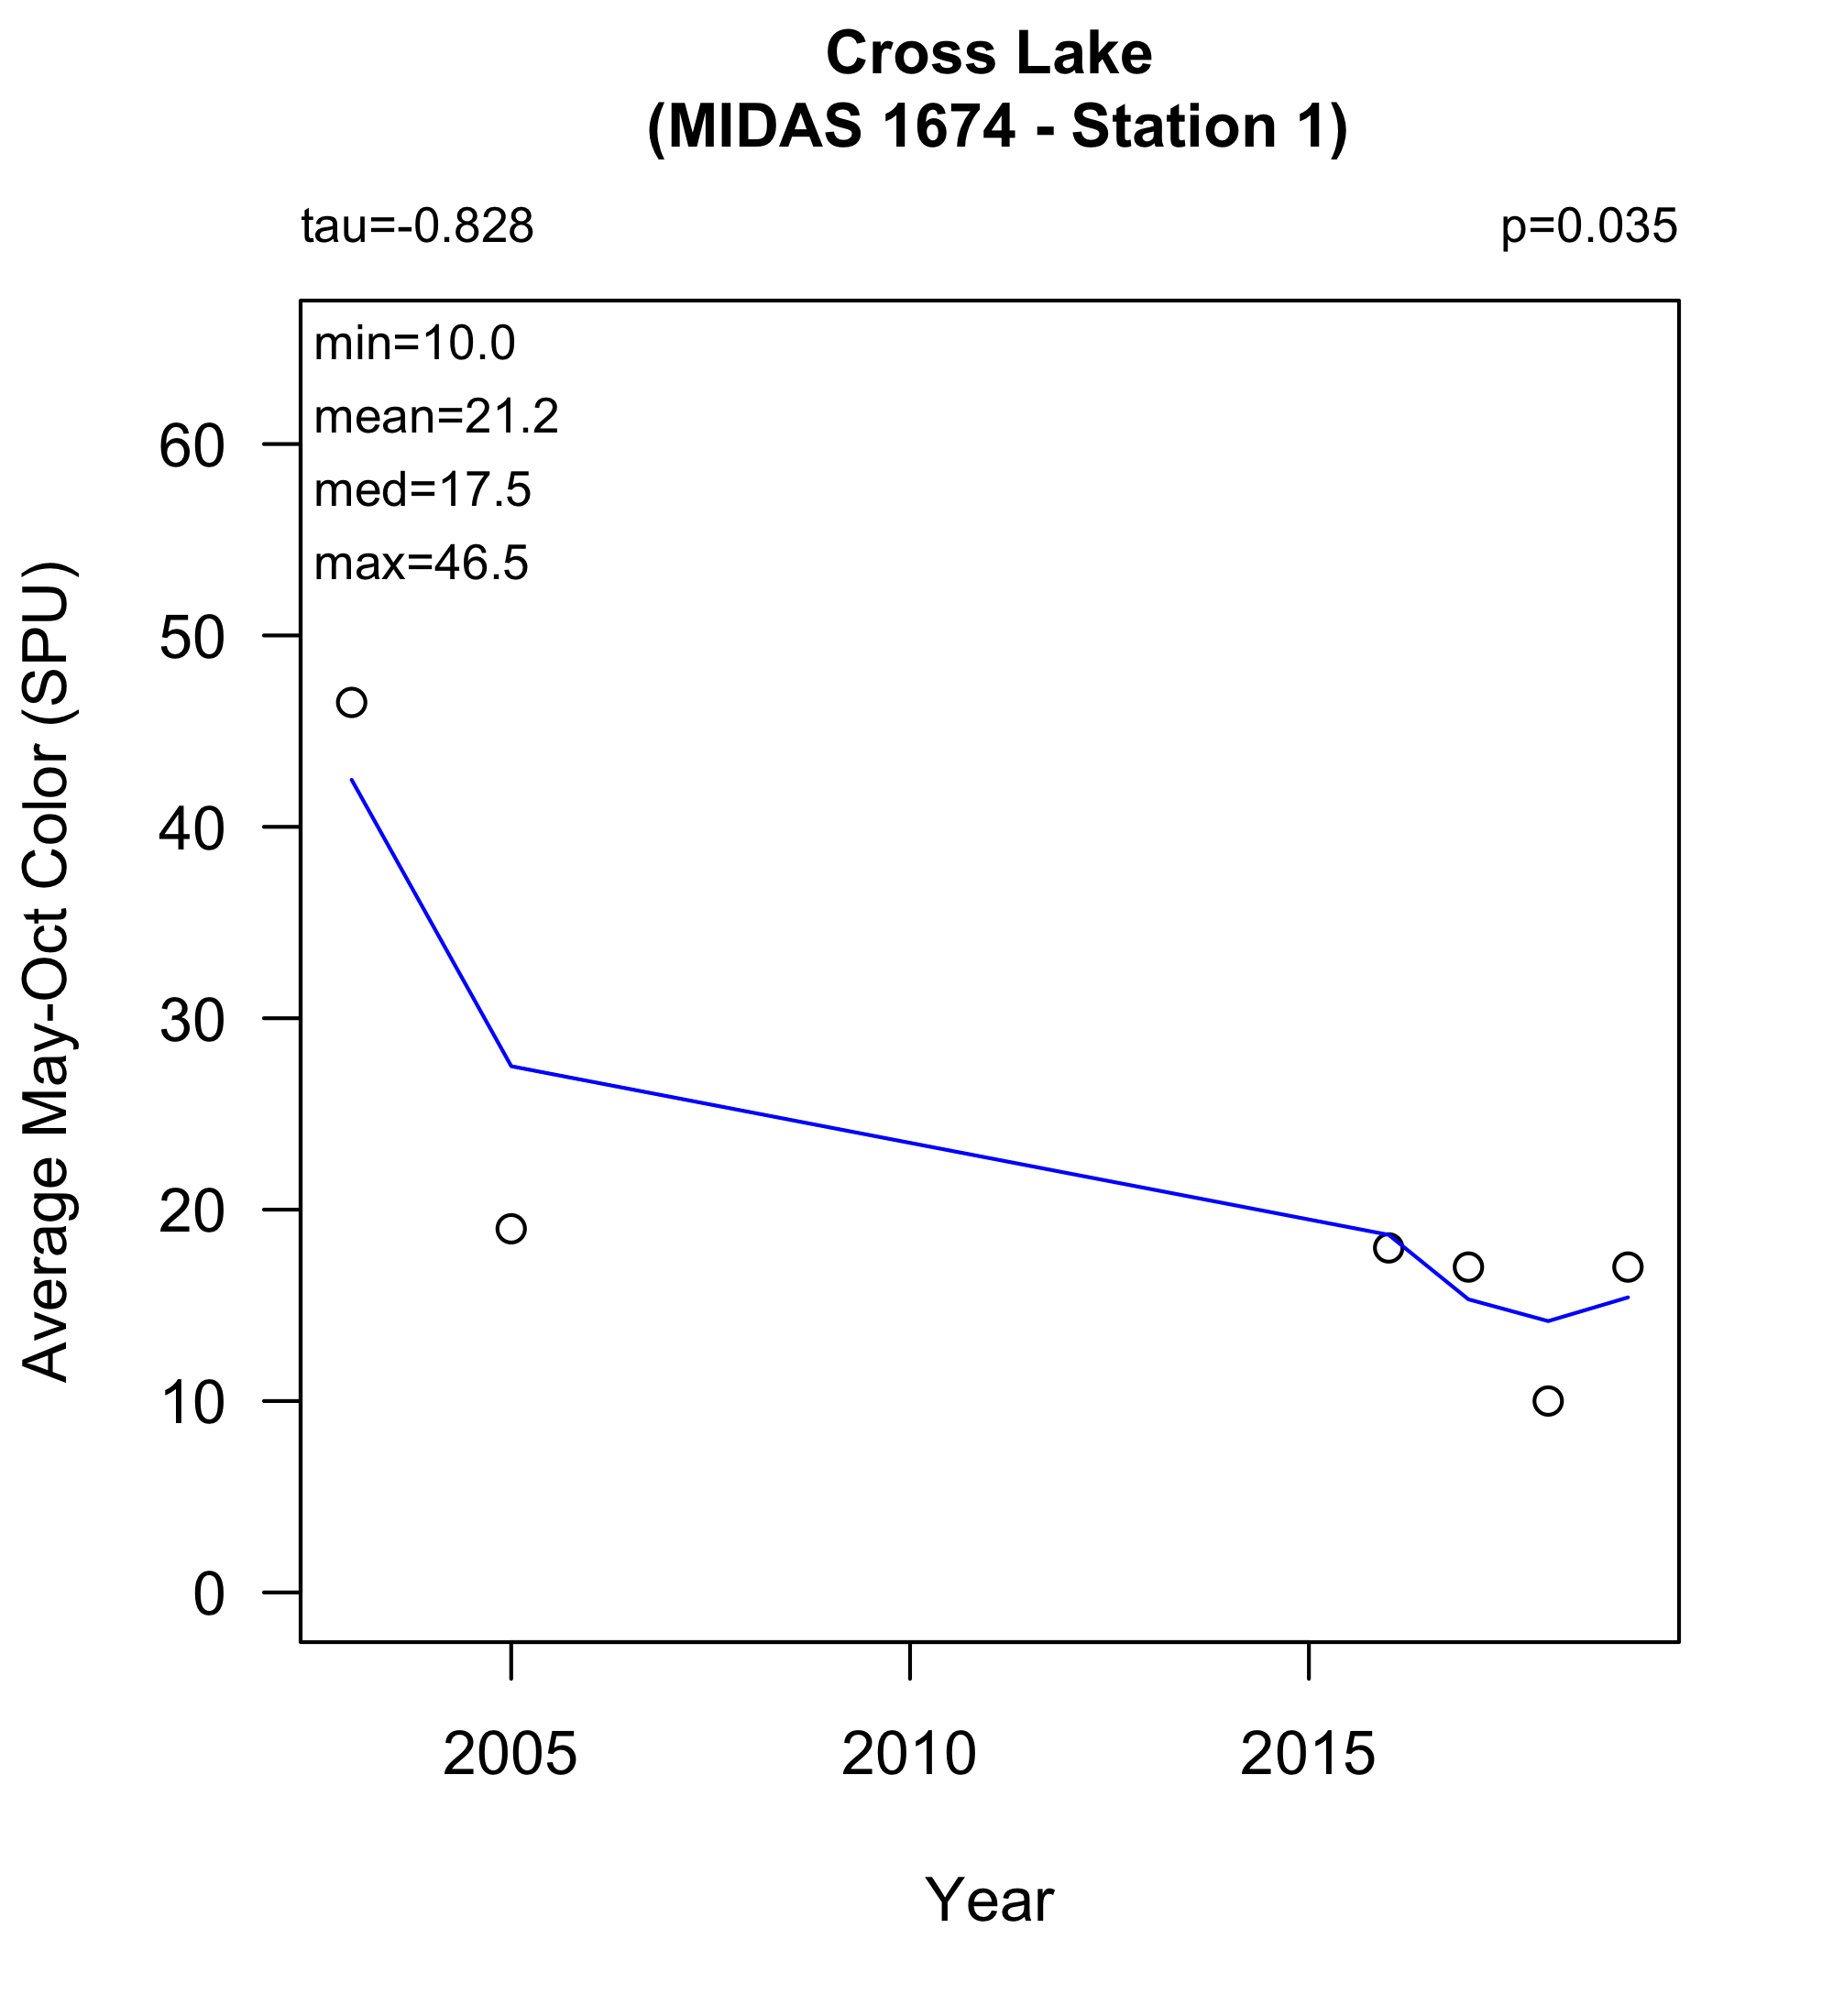 Cross Lake
(MIDAS 1674 - Station 1)
tau=-0.828
p=0.035
min=10.0
mean=21.2
med=17.5
max=46.5
Average May-Oct Color (SPU)
60
50
40
30
20
10
0
2005
2010
2015
Year